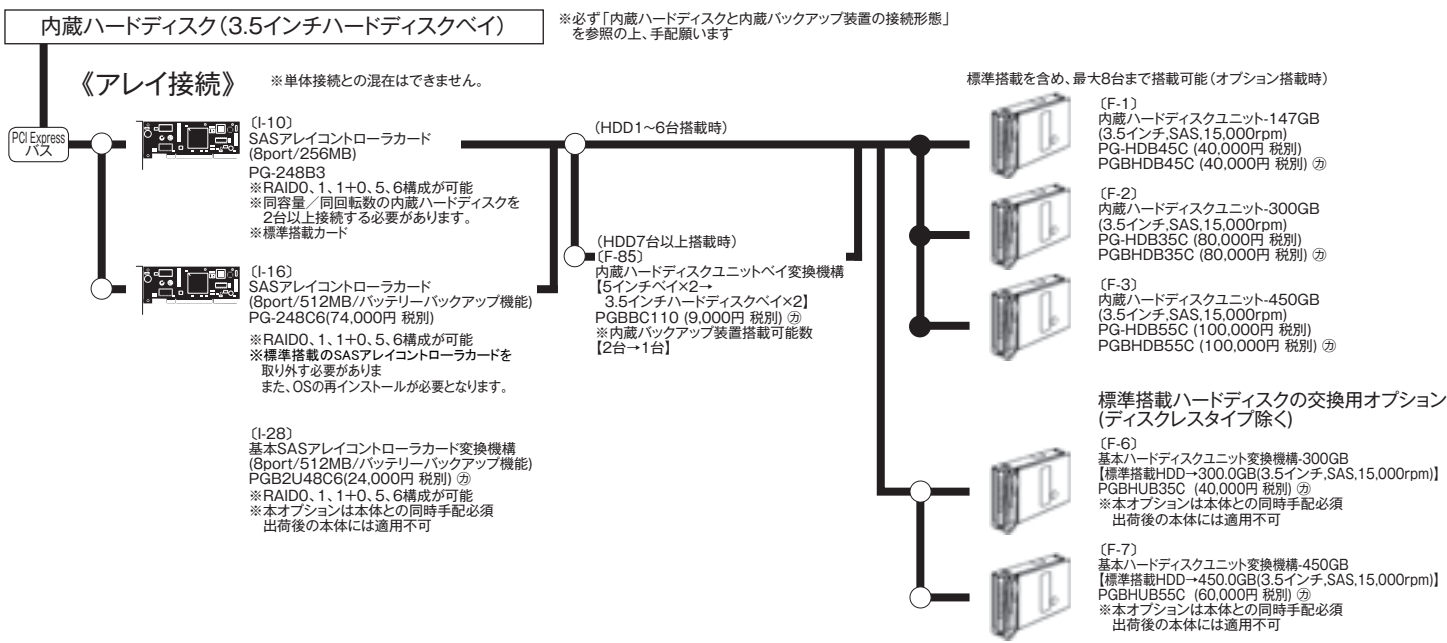 内蔵ハードディスク(3.5インチハードディスクベイ)
※必ず「内蔵ハードディスクと内蔵バックアップ装置の接続形態」
を参照の上、手配願います
《アレイ接続》
※単体接続との混在はできません。
PCI Express
バス
〔I-10〕
SASアレイコントローラカード
(8port/256MB)
PG-248B3
※RAID0、1、1+0、5、6構成が可能
※同容量／同回転数の内蔵ハードディスクを
2台以上接続する必要があります。
※標準搭載カード
〔I-16〕
SASアレイコントローラカード
(8port/512MB/バッテリーバックアップ機能)
PG-248C6(74,000円 税別)
※RAID0、1、1+0、5、6構成が可能
※標準搭載のSASアレイコントローラカードを
取り外す必要がありま
また、OSの再インストールが必要となります。
〔I-28〕
基本SASアレイコントローラカード変換機構
(8port/512MB/バッテリーバックアップ機能)
PGB2U48C6(24,000円 税別) ㋕
※RAID0、1、1+0、5、6構成が可能
※本オプションは本体との同時手配必須
出荷後の本体には適用不可
(HDD1～6台搭載時)
(HDD7台以上搭載時)
〔F-85〕
内蔵ハードディスクユニットベイ変換機構
【5インチベイ×2→
3.5インチハードディスクベイ×2】
PGBBC110 (9,000円 税別) ㋕
※内蔵バックアップ装置搭載可能数
【2台→1台】
標準搭載を含め、最大8台まで搭載可能(オプション搭載時)
〔F-1〕
内蔵ハードディスクユニット-147GB
(3.5インチ,SAS,15,000rpm)
PG-HDB45C (40,000円 税別)
PGBHDB45C (40,000円 税別) ㋕
〔F-2〕
内蔵ハードディスクユニット-300GB
(3.5インチ,SAS,15,000rpm)
PG-HDB35C (80,000円 税別)
PGBHDB35C (80,000円 税別) ㋕
〔F-3〕
内蔵ハードディスクユニット-450GB
(3.5インチ,SAS,15,000rpm)
PG-HDB55C (100,000円 税別)
PGBHDB55C (100,000円 税別) ㋕
標準搭載ハードディスクの交換用オプション
(ディスクレスタイプ除く)
〔F-6〕
基本ハードディスクユニット変換機構-300GB
【標準搭載HDD→300.0GB(3.5インチ,SAS,15,000rpm)】
PGBHUB35C (40,000円 税別) ㋕
※本オプションは本体との同時手配必須
出荷後の本体には適用不可
〔F-7〕
基本ハードディスクユニット変換機構-450GB
【標準搭載HDD→450.0GB(3.5インチ,SAS,15,000rpm)】
PGBHUB55C (60,000円 税別) ㋕
※本オプションは本体との同時手配必須
出荷後の本体には適用不可